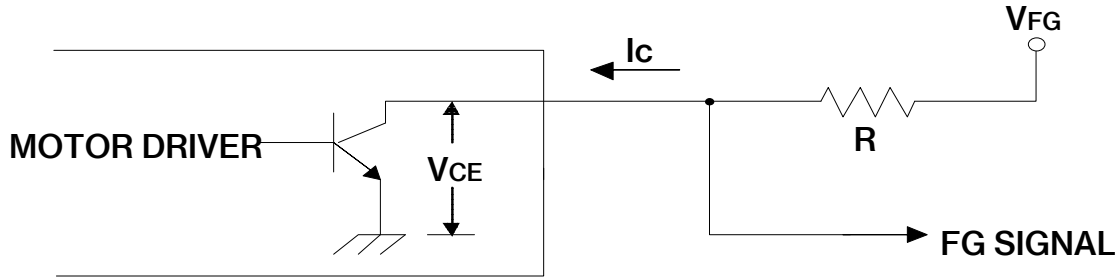 VFG
Ic
R
MOTOR DRIVER
VCE
FG SIGNAL